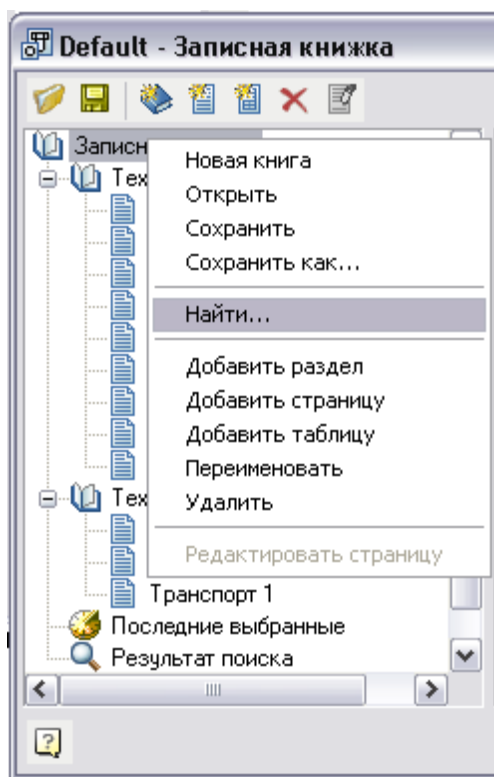 Default - Записная книжка
Записн
Тех
Новая книга
Открыть
Сохранить
Сохранить как...
Найти...
Добавить раздел
Добавить страницу
Добавить таблицу
Переименовать
Удалить
Тех
Редактировать страницу
Транспорт 1
Последние выбранные
Результат поиска